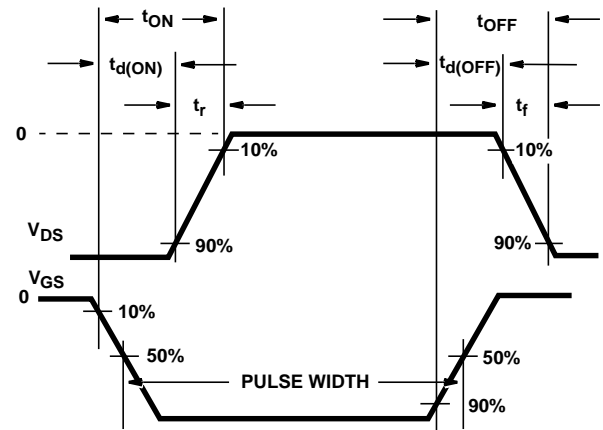 tON
tOFF
td(ON)
td(OFF)
tr
tf
0
10%
10%
VDS
90%
90%
VGS
0
10%
50%
50%
PULSE WIDTH
90%